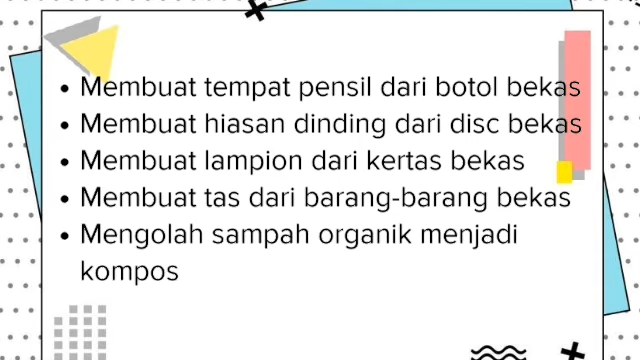 • Membuat tempat pensil dari botol bekas
• Membuat hiasan dinding dari disc bekas
• Membuat lampion dari kertas bekas
• Membuat tas dari barang-barang bekas
• Mengolah sampah organik menjadi
kompos